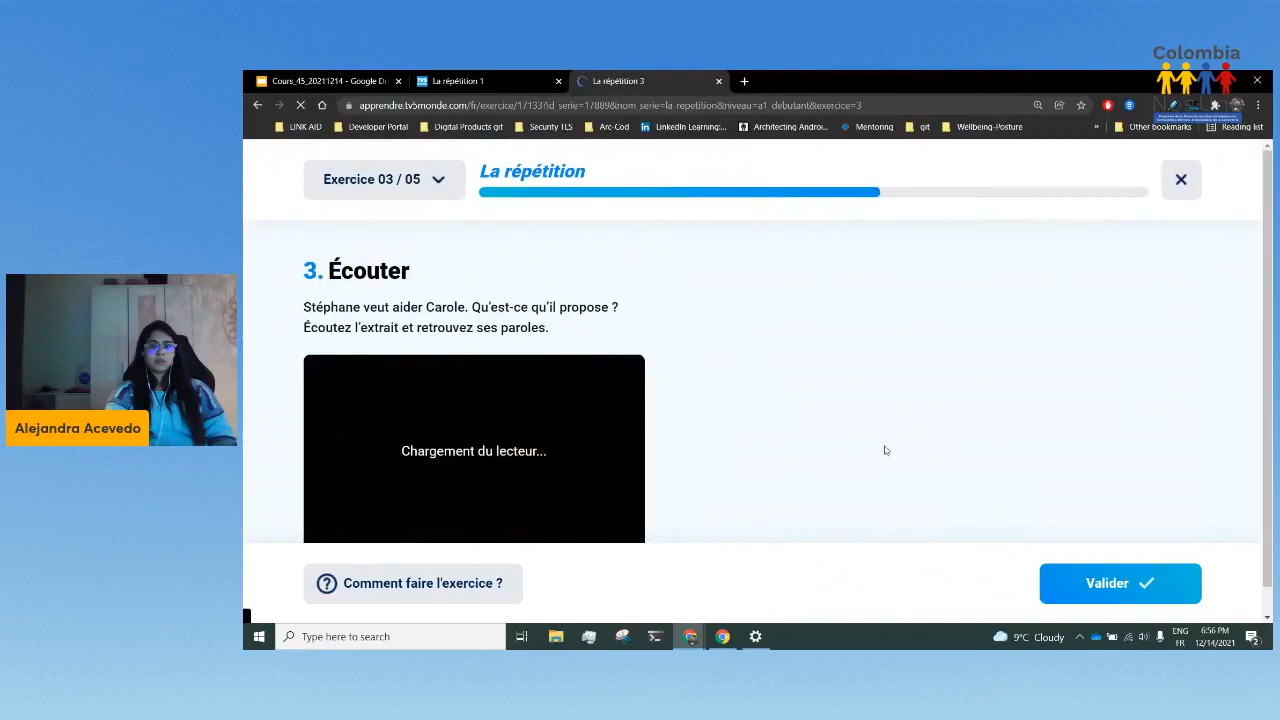 Colombia
Cours_45_20211214 - Google Dr
La répétition 1
La répétition 3
apprendre.tv5monde.com/fr/exercice/17133?id_serie=17889&nom_serie=la_repetition&niveau=a1_debutant&exercice=3
LINK AID
Developer Portal
Digital Products git
Security TLS
Arc-Cod
LinkedIn Learning:...
Architecting Androi...
Mentoring
git
Wellbeing-Posture
»
Other bookmarks
Reading list
Exercice 03 / 05
La répétition
3. Écouter
Stéphane veut aider Carole. Qu'est-ce qu'il propose ?
Écoutez l'extrait et retrouvez ses paroles.
Chargement du lecteur...
Alejandra Acevedo
Comment faire l'exercice ?
Valider
Type here to search
9°C Cloudy
ENG
FR
6:56 PM
12/14/2021
2